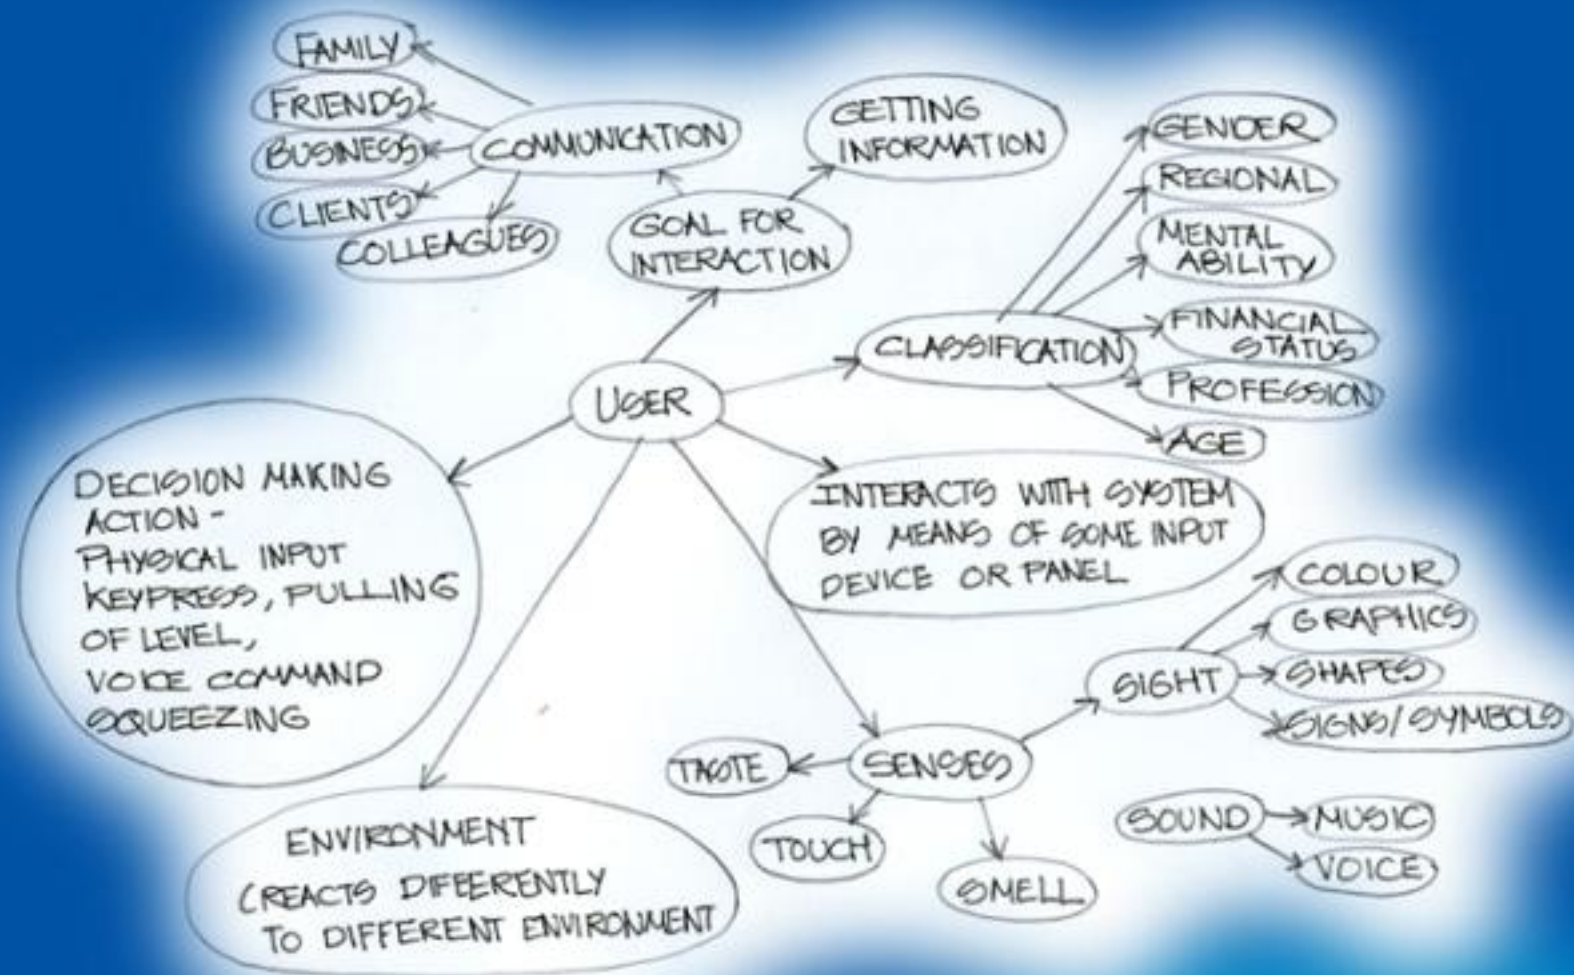 FAMILY
FRIENDS
BUSINESS
CLIENTS
COLLEAGUES
COMMUNICATION
GETTING
INFORMATION
GOAL FOR
INTERACTION
GENDER
REGIONAL
MENTAL
ABILITY
FINANCIAL
STATUS
PROFESSION
AGE
CLASSIFICATION
USER
DECISION MAKING
ACTION -
PHYSICAL INPUT
KEYPRESS, PULLING
OF LEVEL,
VOICE COMMAND
SQUEEZING
INTERACTS WITH SYSTEM
BY MEANS OF SOME INPUT
DEVICE OR PANEL
COLOUR
GRAPHICS
SHAPES
SIGNS/SYMBOLS
SIGHT
SENSES
TASTE
TOUCH
SMELL
SOUND
MUSIC
VOICE
ENVIRONMENT
(REACTS DIFFERENTLY
TO DIFFERENT ENVIRONMENT